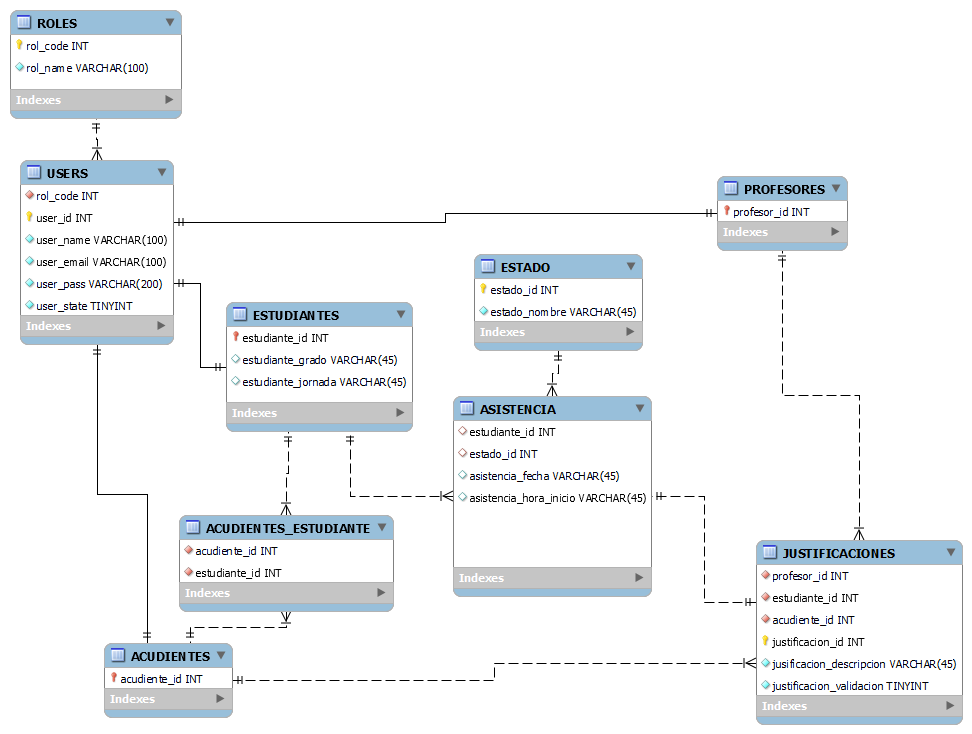 ROLES
rol_code INT
rol_name VARCHAR(100)
Indexes
USERS
rol_code INT
user_id INT
user_name VARCHAR(100)
user_email VARCHAR(100)
user_pass VARCHAR(200)
user_state TINYINT
Indexes
PROFESORES
profesor_id INT
Indexes
ESTADO
estado_id INT
estado_nombre VARCHAR(45)
Indexes
ESTUDIANTES
estudiante_id INT
estudiante_grado VARCHAR(45)
estudiante_jornada VARCHAR(45)
Indexes
ASISTENCIA
estudiante_id INT
estado_id INT
asistencia_fecha VARCHAR(45)
asistencia_hora_inicio VARCHAR(45)
Indexes
ACUDIENTES_ESTUDIANTE
acudiente_id INT
estudiante_id INT
Indexes
JUSTIFICACIONES
profesor_id INT
estudiante_id INT
acudiente_id INT
justificacion_id INT
jusificacion_descripcion VARCHAR(45)
justificacion_validacion TINYINT
Indexes
ACUDIENTES
acudiente_id INT
Indexes